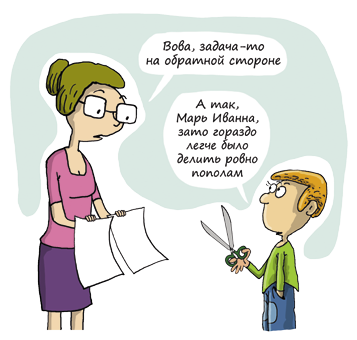 Вова, задача-то
на обратной стороне
А так,
Марь Иванна,
зато гораздо
легче было
делить ровно
пополам